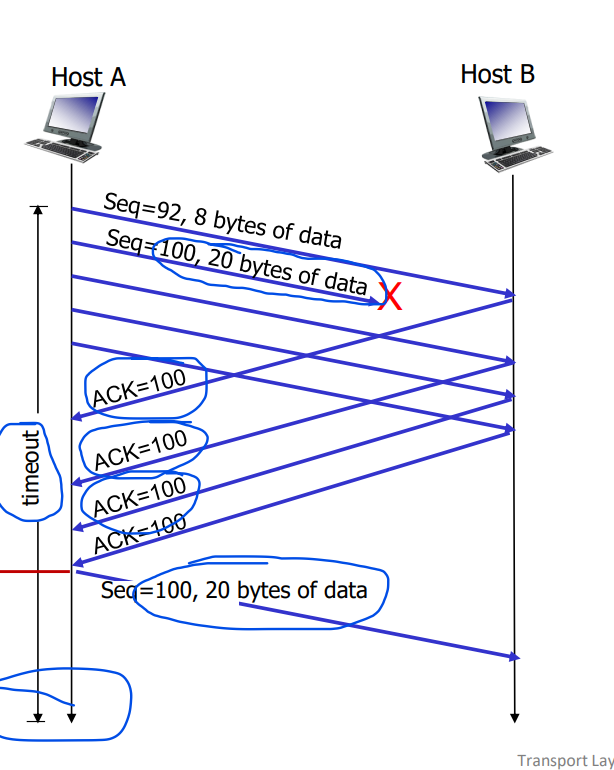 Host A
Host B
Seq=92, 8 bytes of data
Seq=100, 20 bytes of data
X
ACK=100
timeout
ACK=100
ACK=100
ACK=100
Seq=100, 20 bytes of data
Transport Lay